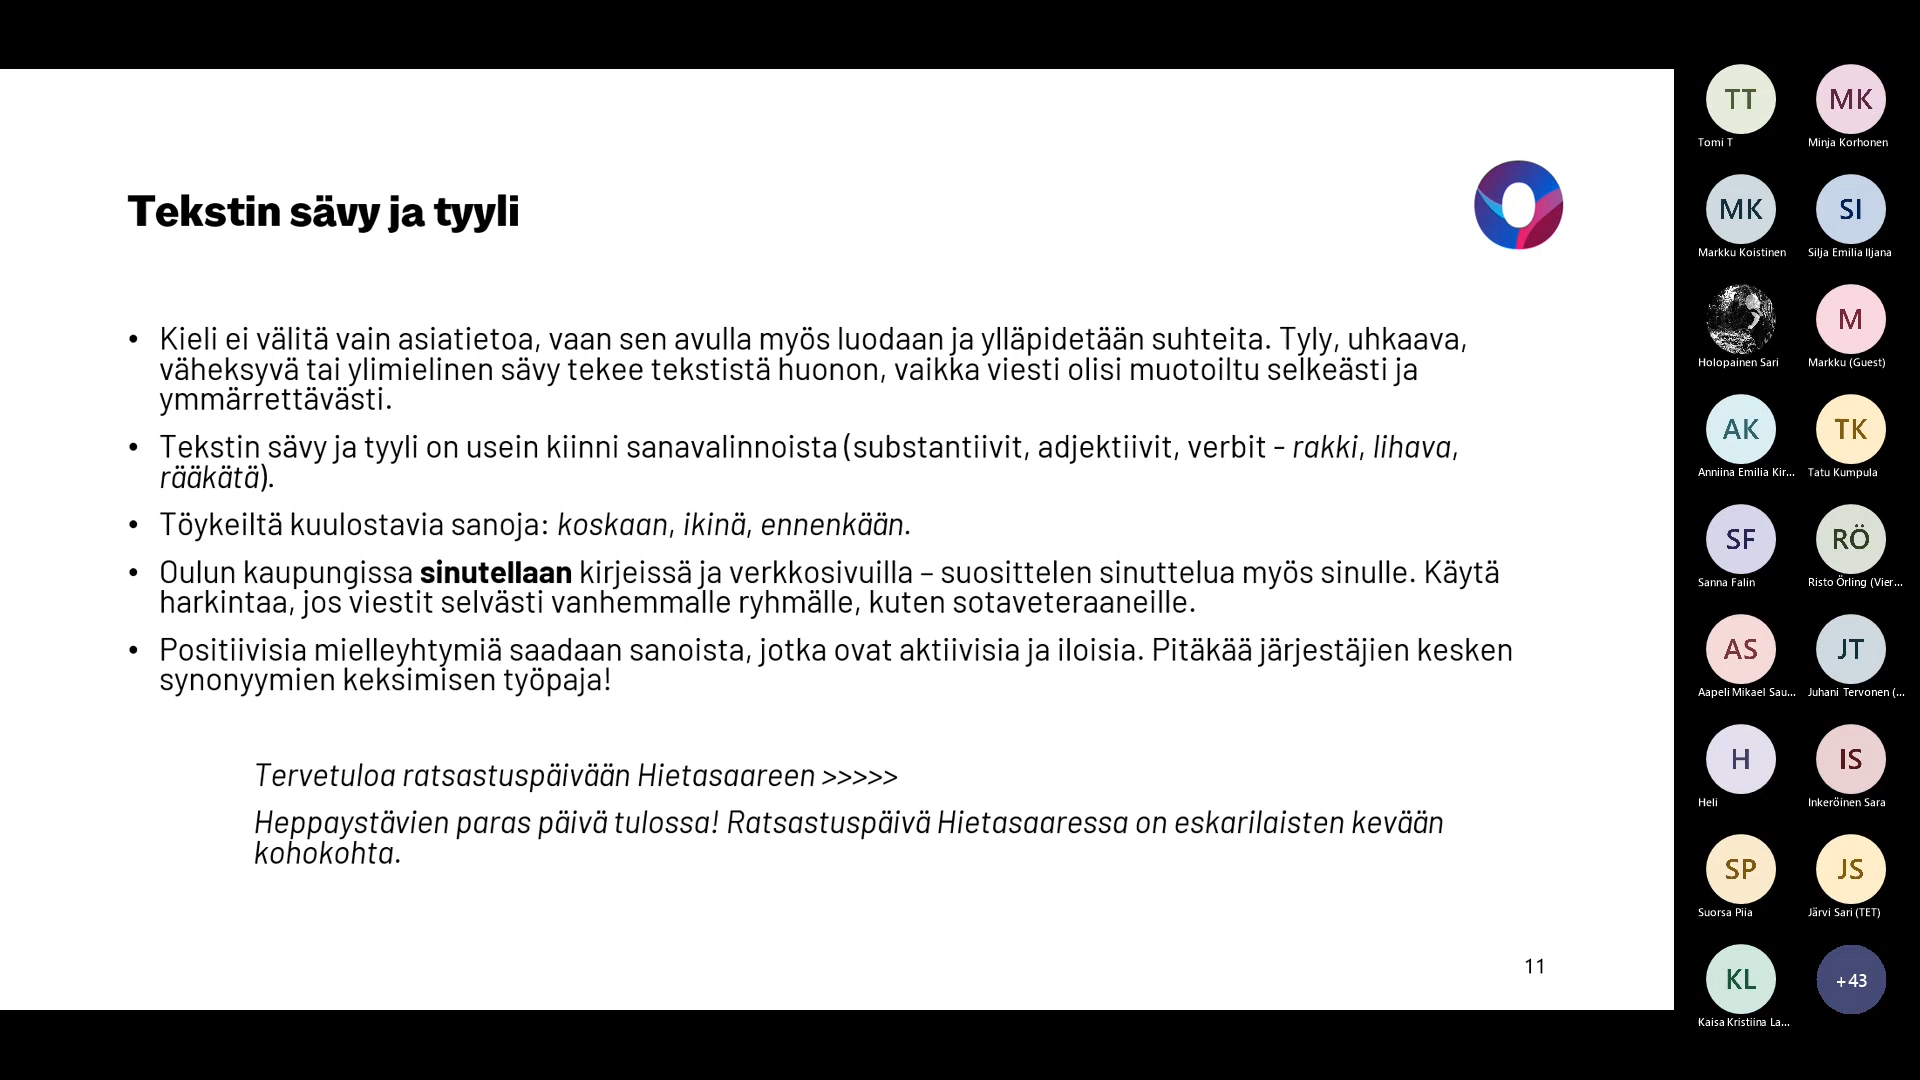 Tekstin sävy ja tyyli
• Kieli ei välitä vain asiatietoa, vaan sen avulla myös luodaan ja ylläpidetään suhteita. Tyly, uhkaava,
väheksyvä tai ylimielinen sävy tekee tekstistä huonon, vaikka viesti olisi muotoiltu selkeästi ja
ymmärrettävästi.
• Tekstin sävy ja tyyli on usein kiinni sanavalinnoista (substantiivit, adjektiivit, verbit - rakki, lihava,
rääkätä).
• Töykeiltä kuulostavia sanoja: koskaan, ikinä, ennenkään.
• Oulun kaupungissa sinutellaan kirjeissä ja verkkosivuilla – suosittelen sinuttelua myös sinulle. Käytä
harkintaa, jos viestit selvästi vanhemmalle ryhmälle, kuten sotaveteraaneille.
• Positiivisia mielleyhtymiä saadaan sanoista, jotka ovat aktiivisia ja iloisia. Pitäkää järjestäjien kesken
synonyymien keksimisen työpaja!
Tervetuloa ratsastuspäivään Hietasaareen >>>>>
Heppaystävien paras päivä tulossa! Ratsastuspäivä Hietasaaressa on eskarilaisten kevään
kohokohta.
11
TT MK
Tomi T Minja Korhonen
MK SI
Markku Koistinen Silja Emilia Iljana
M
Holopainen Sari Markku (Guest)
AK TK
Anniina Emilia Kir... Tatu Kumpula
SF RÖ
Sanna Falin Risto Örling (Vier...
AS JT
Aapeli Mikael Sau... Juhani Tervonen (...
H IS
Heli Inkeröinen Sara
SP JS
Suorsa Piia Järvi Sari (TET)
KL +43
Kaisa Kristiina La...